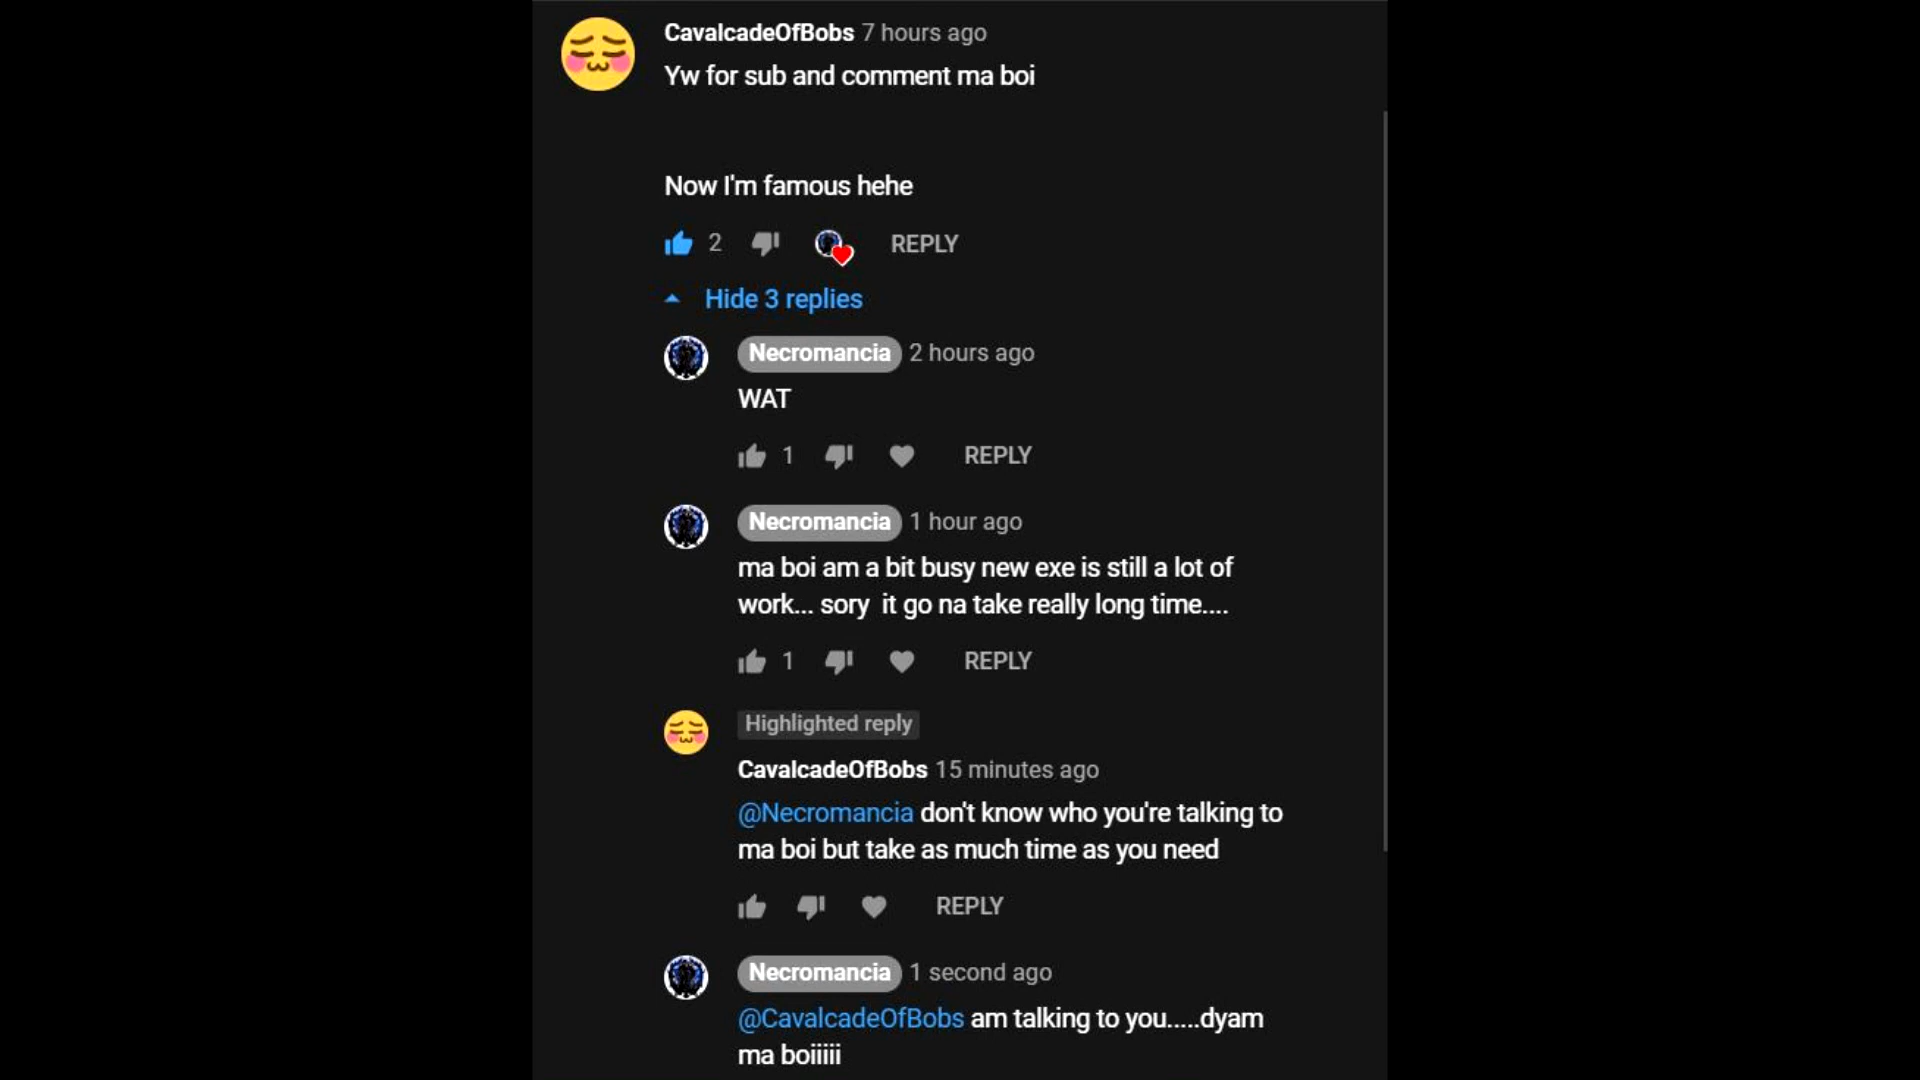 CavalcadeOfBobs 7 hours ago
Yw for sub and comment ma boi
Now I'm famous hehe
2 REPLY
Hide 3 replies
Necromancia 2 hours ago
WAT
1 REPLY
Necromancia 1 hour ago
ma boi am a bit busy new exe is still a lot of
work... sory  it go na take really long time....
1 REPLY
Highlighted reply
CavalcadeOfBobs 15 minutes ago
@Necromancia don't know who you're talking to
ma boi but take as much time as you need
REPLY
Necromancia 1 second ago
@CavalcadeOfBobs am talking to you.....dyam
ma boiiiii